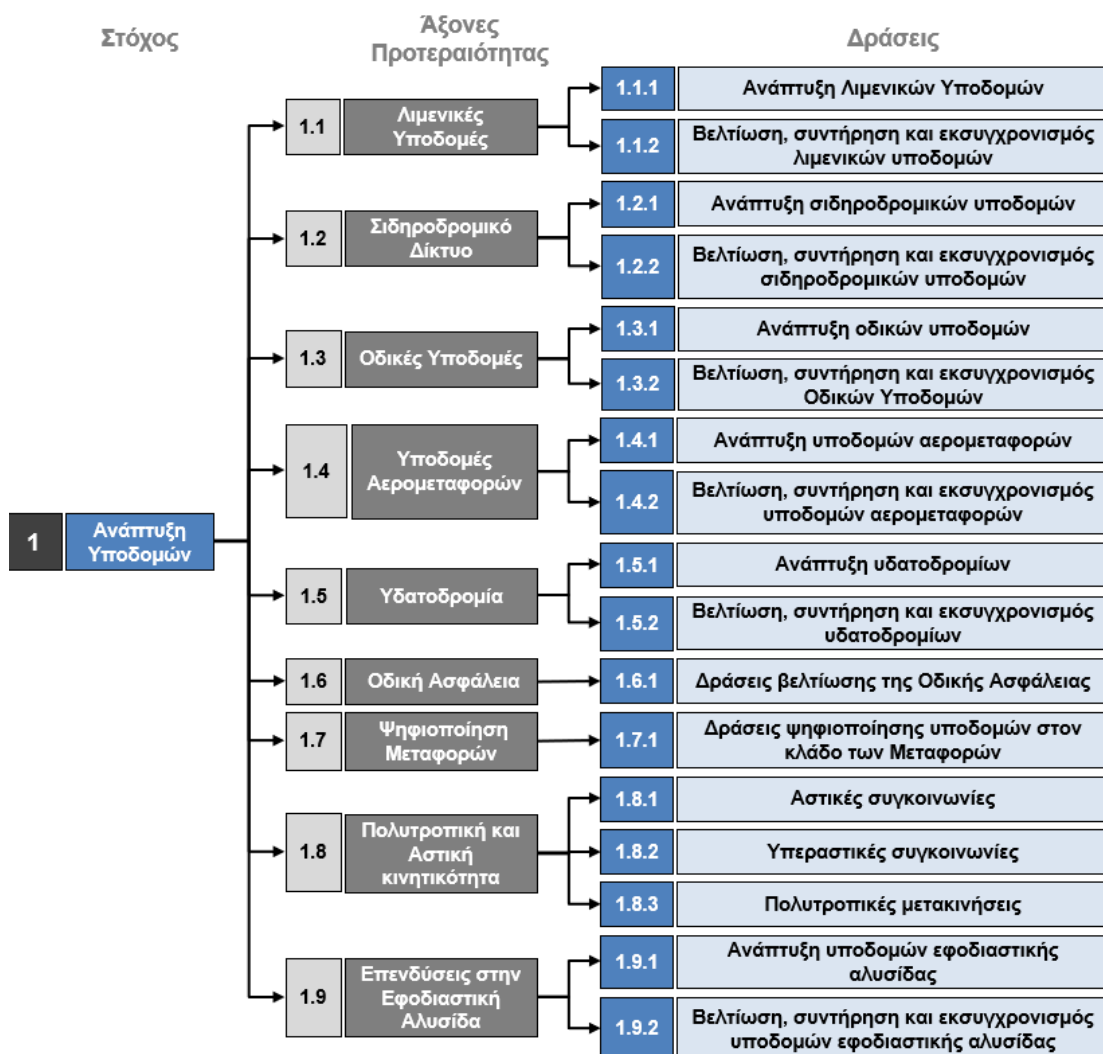 Στόχος
Άξονες
Προτεραιότητας
Δράσεις
1
Ανάπτυξη
Υποδομών
1.1
Λιμενικές
Υποδομές
1.1.1
Ανάπτυξη Λιμενικών Υποδομών
1.1.2
Βελτίωση, συντήρηση και εκσυγχρονισμός
λιμενικών υποδομών
1.2
Σιδηροδρομικό
Δίκτυο
1.2.1
Ανάπτυξη σιδηροδρομικών υποδομών
1.2.2
Βελτίωση, συντήρηση και εκσυγχρονισμός
σιδηροδρομικών υποδομών
1.3
Οδικές Υποδομές
1.3.1
Ανάπτυξη οδικών υποδομών
1.3.2
Βελτίωση, συντήρηση και εκσυγχρονισμός
Οδικών Υποδομών
1.4
Υποδομές
Αερομεταφορών
1.4.1
Ανάπτυξη υποδομών αερομεταφορών
1.4.2
Βελτίωση, συντήρηση και εκσυγχρονισμός
υποδομών αερομεταφορών
1.5
Υδατοδρομία
1.5.1
Ανάπτυξη υδατοδρομίων
1.5.2
Βελτίωση, συντήρηση και εκσυγχρονισμός
υδατοδρομίων
1.6
Οδική Ασφάλεια
1.6.1
Δράσεις βελτίωσης της Οδικής Ασφάλειας
1.7
Ψηφιοποίηση
Μεταφορών
1.7.1
Δράσεις ψηφιοποίησης υποδομών στον
κλάδο των Μεταφορών
1.8
Πολυτροπική και
Αστική
κινητικότητα
1.8.1
Αστικές συγκοινωνίες
1.8.2
Υπεραστικές συγκοινωνίες
1.8.3
Πολυτροπικές μετακινήσεις
1.9
Επενδύσεις στην
Εφοδιαστική
Αλυσίδα
1.9.1
Ανάπτυξη υποδομών εφοδιαστικής
αλυσίδας
1.9.2
Βελτίωση, συντήρηση και εκσυγχρονισμός
υποδομών εφοδιαστικής αλυσίδας